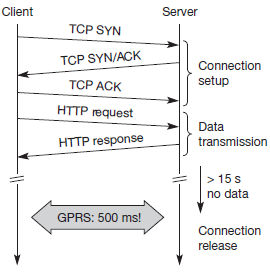 Client
Server
TCP SYN
TCP SYN/ACK
Connection
setup
TCP ACK
HTTP request
Data
transmission
HTTP response
> 15 s
no data
GPRS: 500 ms!
Connection
release